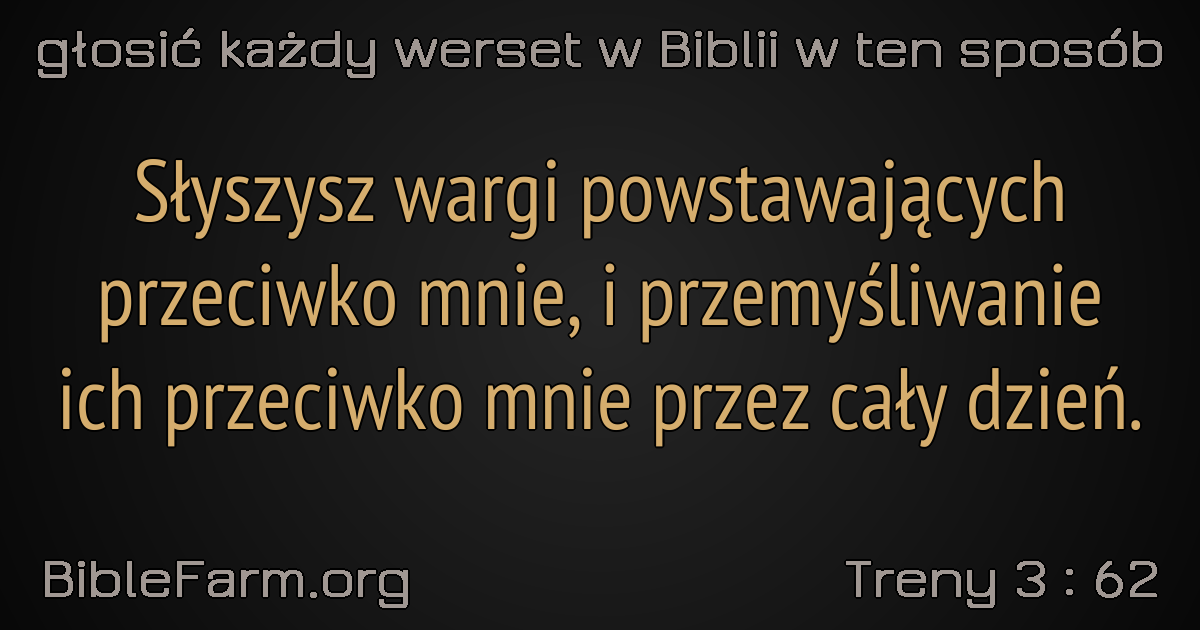 głosić każdy werset w Biblii w ten sposób
Słyszysz wargi powstawających
przeciwko mnie, i przemyśliwanie
ich przeciwko mnie przez cały dzień.
BibleFarm.org
Treny 3 : 62